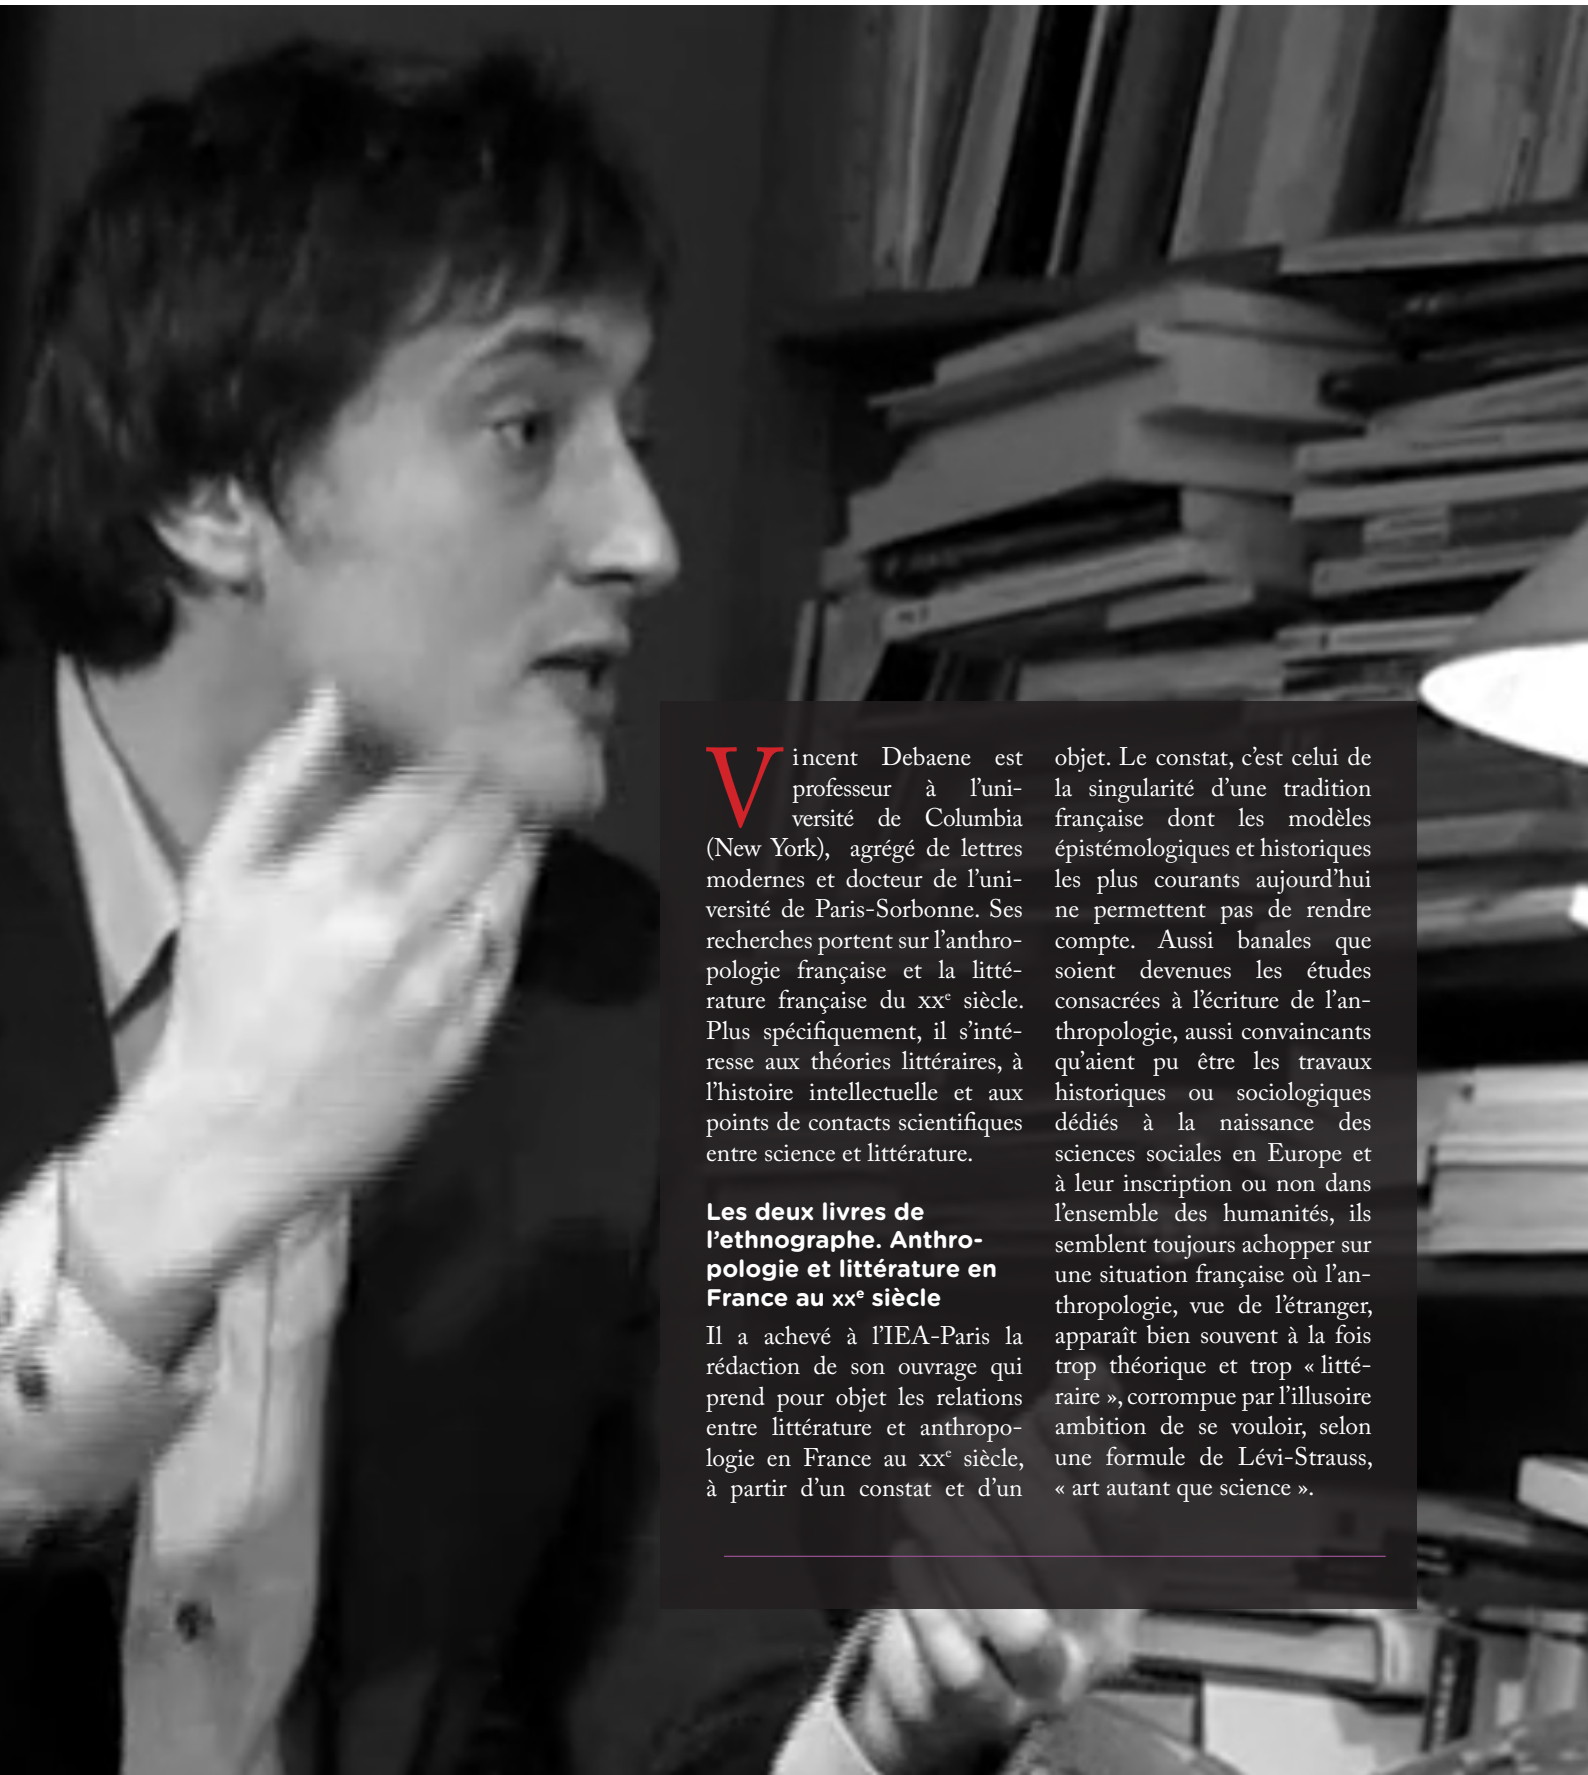 Vincent Debaene est
professeur à l’uni-
versité de Columbia
(New York), agrégé de lettres
modernes et docteur de l’uni-
versité de Paris-Sorbonne. Ses
recherches portent sur l’anthro-
pologie française et la litté-
rature française du XXe siècle.
Plus spécifiquement, il s’inté-
resse aux théories littéraires, à
l’histoire intellectuelle et aux
points de contacts scientifiques
entre science et littérature.
Les deux livres de
l’ethnographe. Anthro-
pologie et littérature en
France au XXe siècle
Il a achevé à l’IEA-Paris la
rédaction de son ouvrage qui
prend pour objet les relations
entre littérature et anthropo-
logie en France au XXe siècle,
à partir d’un constat et d’un
objet. Le constat, c’est celui de
la singularité d’une tradition
française dont les modèles
épistémologiques et historiques
les plus courants aujourd’hui
ne permettent pas de rendre
compte. Aussi banales que
soient devenues les études
consacrées à l’écriture de l’an-
thropologie, aussi convaincants
qu’aient pu être les travaux
historiques ou sociologiques
dédiés à la naissance des
sciences sociales en Europe et
à leur inscription ou non dans
l’ensemble des humanités, ils
semblent toujours achopper sur
une situation française où l’an-
thropologie, vue de l’étranger,
apparaît bien souvent à la fois
trop théorique et trop « litté-
raire », corrompue par l’illusoire
ambition de se vouloir, selon
une formule de Lévi-Strauss,
« art autant que science ».